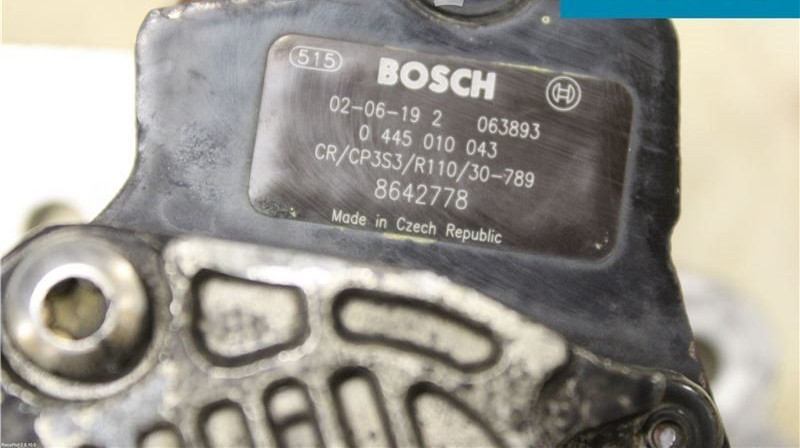 515 BOSCH
02-06-19 2 063893
0 445 010 043
CR/CP3S3/R110/30-789
8642778
Made in Czech Republic